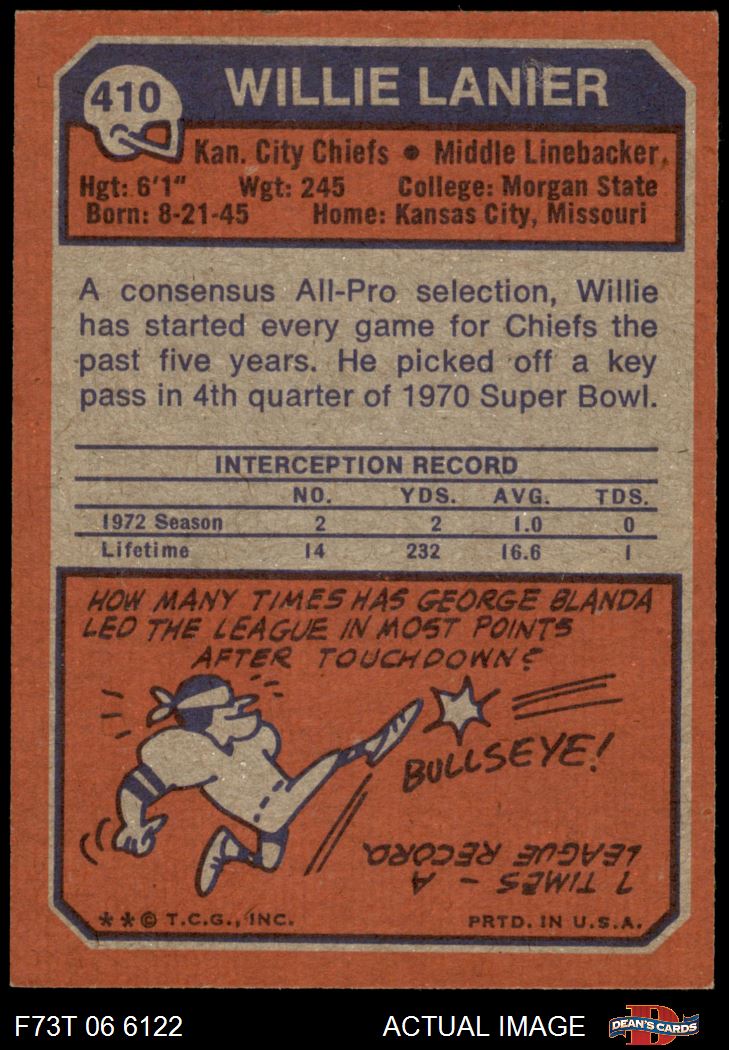 410
WILLIE LANIER
Kan. City Chiefs • Middle Linebacker.
Hgt: 6'1" Wgt: 245 College: Morgan State
Born: 8-21-45 Home: Kansas City, Missouri
A consensus All-Pro selection, Willie
has started every game for Chiefs the
past five years. He picked off a key
pass in 4th quarter of 1970 Super Bowl.
INTERCEPTION RECORD
NO. YDS. AVG. TDS.
1972 Season 2 2 1.0 0
Lifetime 14 232 16.6 1
HOW MANY TIMES HAS GEORGE BLANDA
LED THE LEAGUE IN MOST POINTS
AFTER TOUCHDOWN?
BULLSEYE!
7 TIMES - A
LEAGUE RECORD.
**© T.C.G., INC. PRTD. IN U.S.A.
F73T 06 6122 ACTUAL IMAGE
D
DEAN'S CARDS